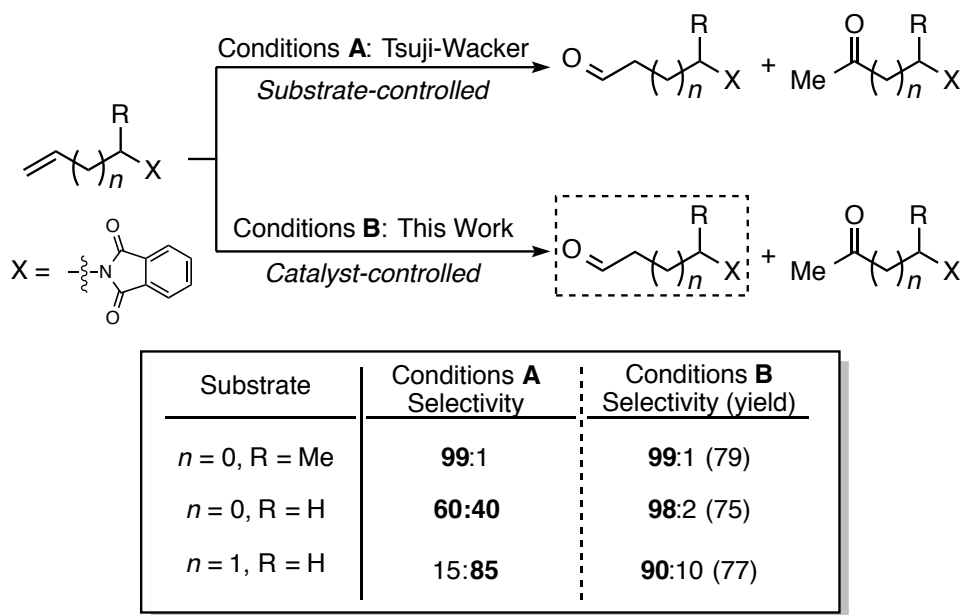 Conditions A: Tsuji-Wacker
Substrate-controlled
O R X n + O Me R X n
R X n
Conditions B: This Work
Catalyst-controlled
O R X n + O Me R X n
X = N O O
Substrate Conditions A Selectivity Conditions B Selectivity (yield)
n = 0, R = Me 99:1 99:1 (79)
n = 0, R = H 60:40 98:2 (75)
n = 1, R = H 15:85 90:10 (77)